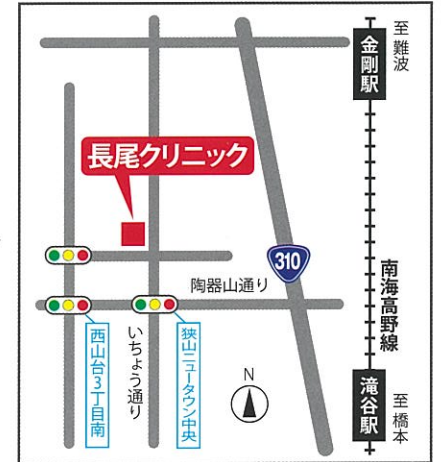 至難波
金剛駅
長尾クリニック
310
陶器山通り
南海高野線
西山台3丁目南
いちょう通り
狭山ニュータウン中央
N
滝谷駅
至橋本